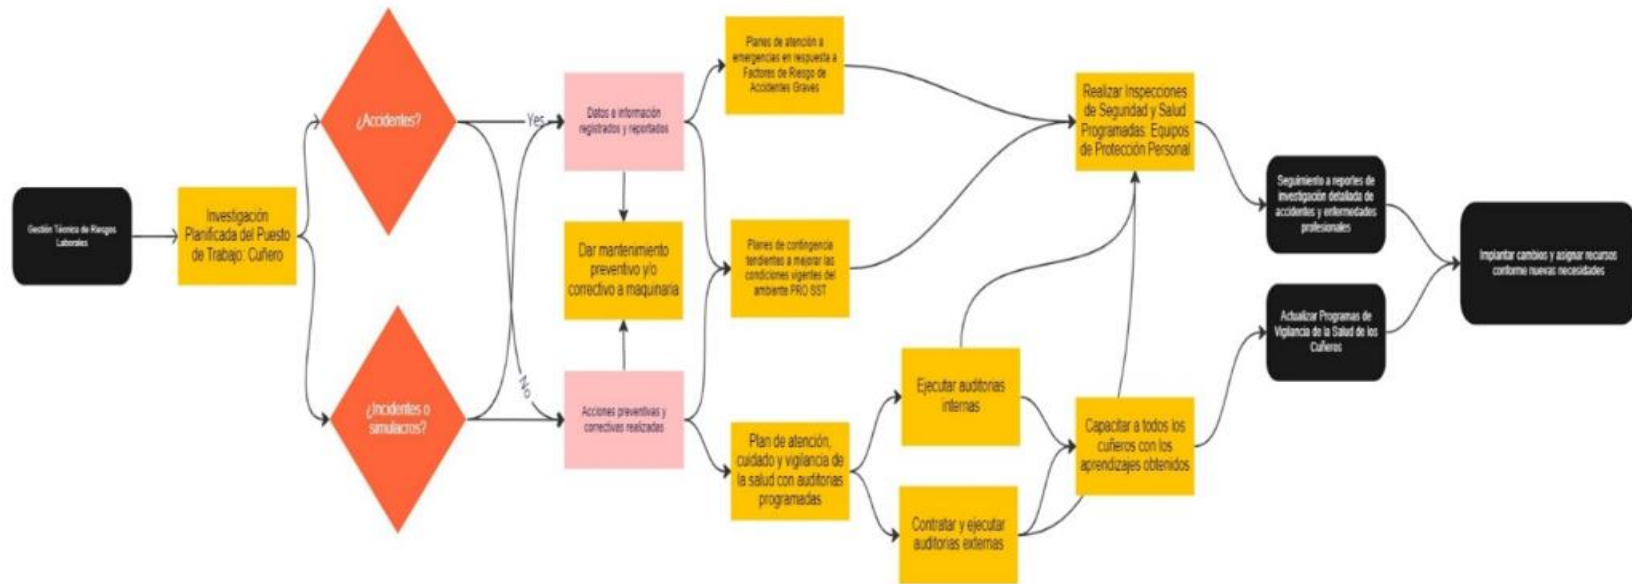 Gestión Técnica de Riesgos
Laborales
Investigación
Planificada del Puesto
de Trabajo: Cuñero
¿Accidentes?
¿Incidentes o
simulacros?
Yes
No
Datos e información
registrados y reportados
Dar mantenimiento
preventivo y/o
correctivo a maquinaria
Acciones preventivas y
correctivas realizadas
Planes de atención a
emergencias en respuesta a
Factores de Riesgo de
Accidentes Graves
Planes de contingencia
tendientes a mejorar las
condiciones vigentes del
ambiente PRO SST
Plan de atención,
cuidado y vigilancia de
la salud con auditorias
programadas
Ejecutar auditorias
internas
Contratar y ejecutar
auditorias externas
Realizar Inspecciones
de Seguridad y Salud
Programadas: Equipos
de Protección Personal
Capacitar a todos los
cuñeros con los
aprendizajes obtenidos
Seguimiento a reportes de
investigación detallada de
accidentes y enfermedades
profesionales
Actualizar Programas de
Vigilancia de la Salud de los
Cuñeros
Implantar cambios y asignar recursos
conforme nuevas necesidades